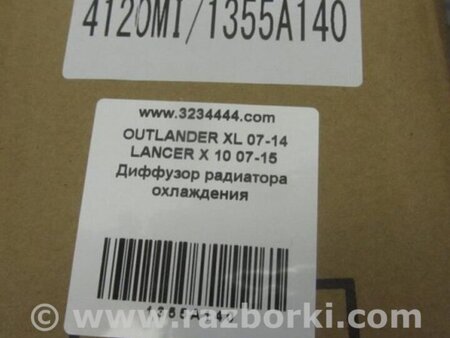 4120MI/1355A140
www.3234444.com
OUTLANDER XL 07-14
LANCER X 10 07-15
Диффузор радиатора
охлаждения
1355A140
© www.razborki.com